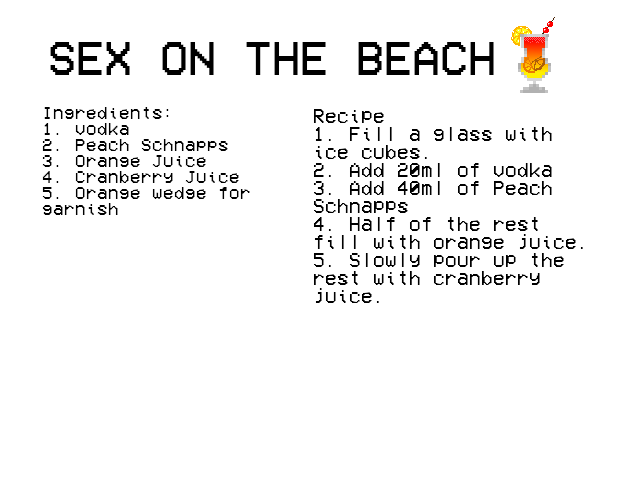 SEX ON THE BEACH
Ingredients:
1. vodka
2. Peach Schnapps
3. Orange Juice
4. Cranberry Juice
5. Orange wedge for
garnish
Recipe
1. Fill a glass with
ice cubes.
2. Add 20ml of vodka
3. Add 40ml of Peach
Schnapps
4. Half of the rest
fill with orange juice.
5. Slowly pour up the
rest with cranberry
juice.